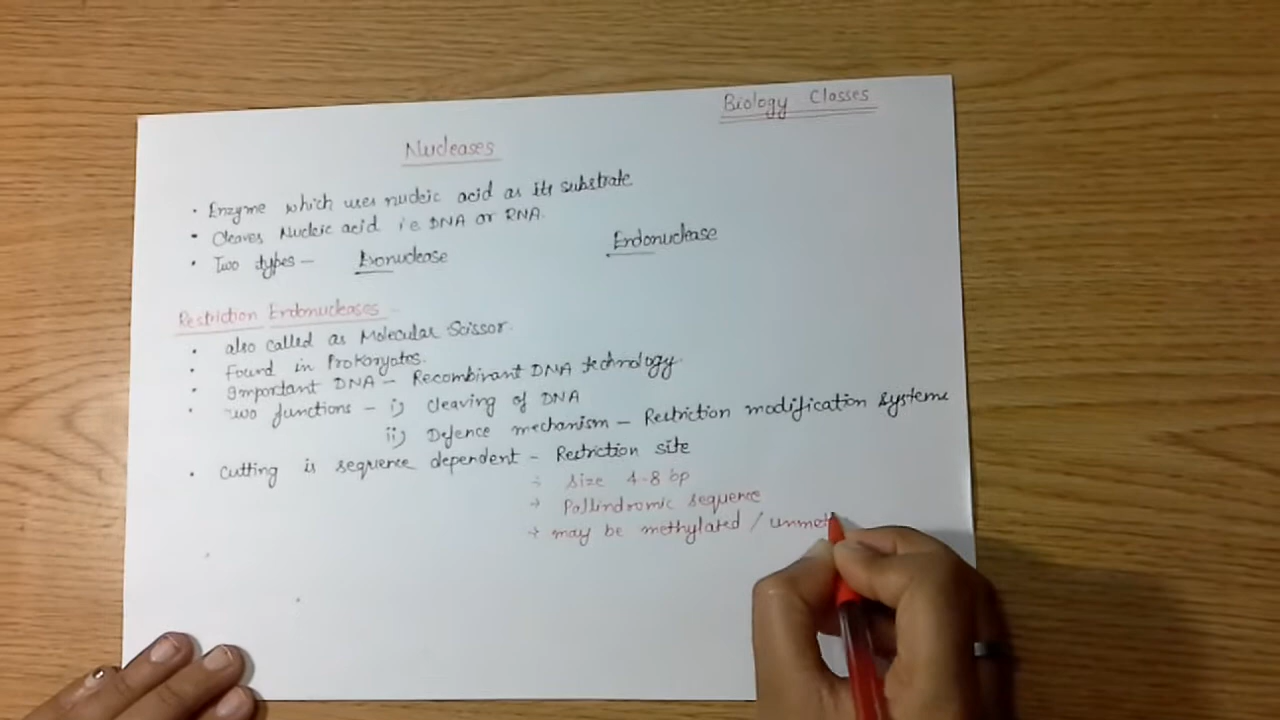 Biology Classes
Nucleases
• Enzyme which uses nucleic acid as its substrate
• Cleaves Nucleic acid i.e DNA or RNA.
• Two types – Exonuclease Endonuclease
Restriction Endonucleases -
• also called as Molecular Scissor.
• Found in Prokaryotes.
• Important DNA – Recombinant DNA technology.
• Two functions – i) cleaving of DNA
ii) Defence mechanism – Restriction modification systems
• Cutting is sequence dependent – Restriction site
→ Size 4-8 bp
→ Pallindromic sequence
→ may be methylated / unmet